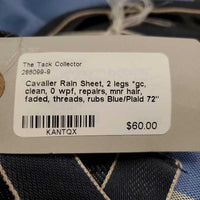 The Tack Collector
286099-9
Cavalier Rain Sheet, 2 legs *gc,
clean, 0 wpf, repairs, mnr hair,
faded, threads, rubs Blue/Plaid 72"
KANTQX
$60.00